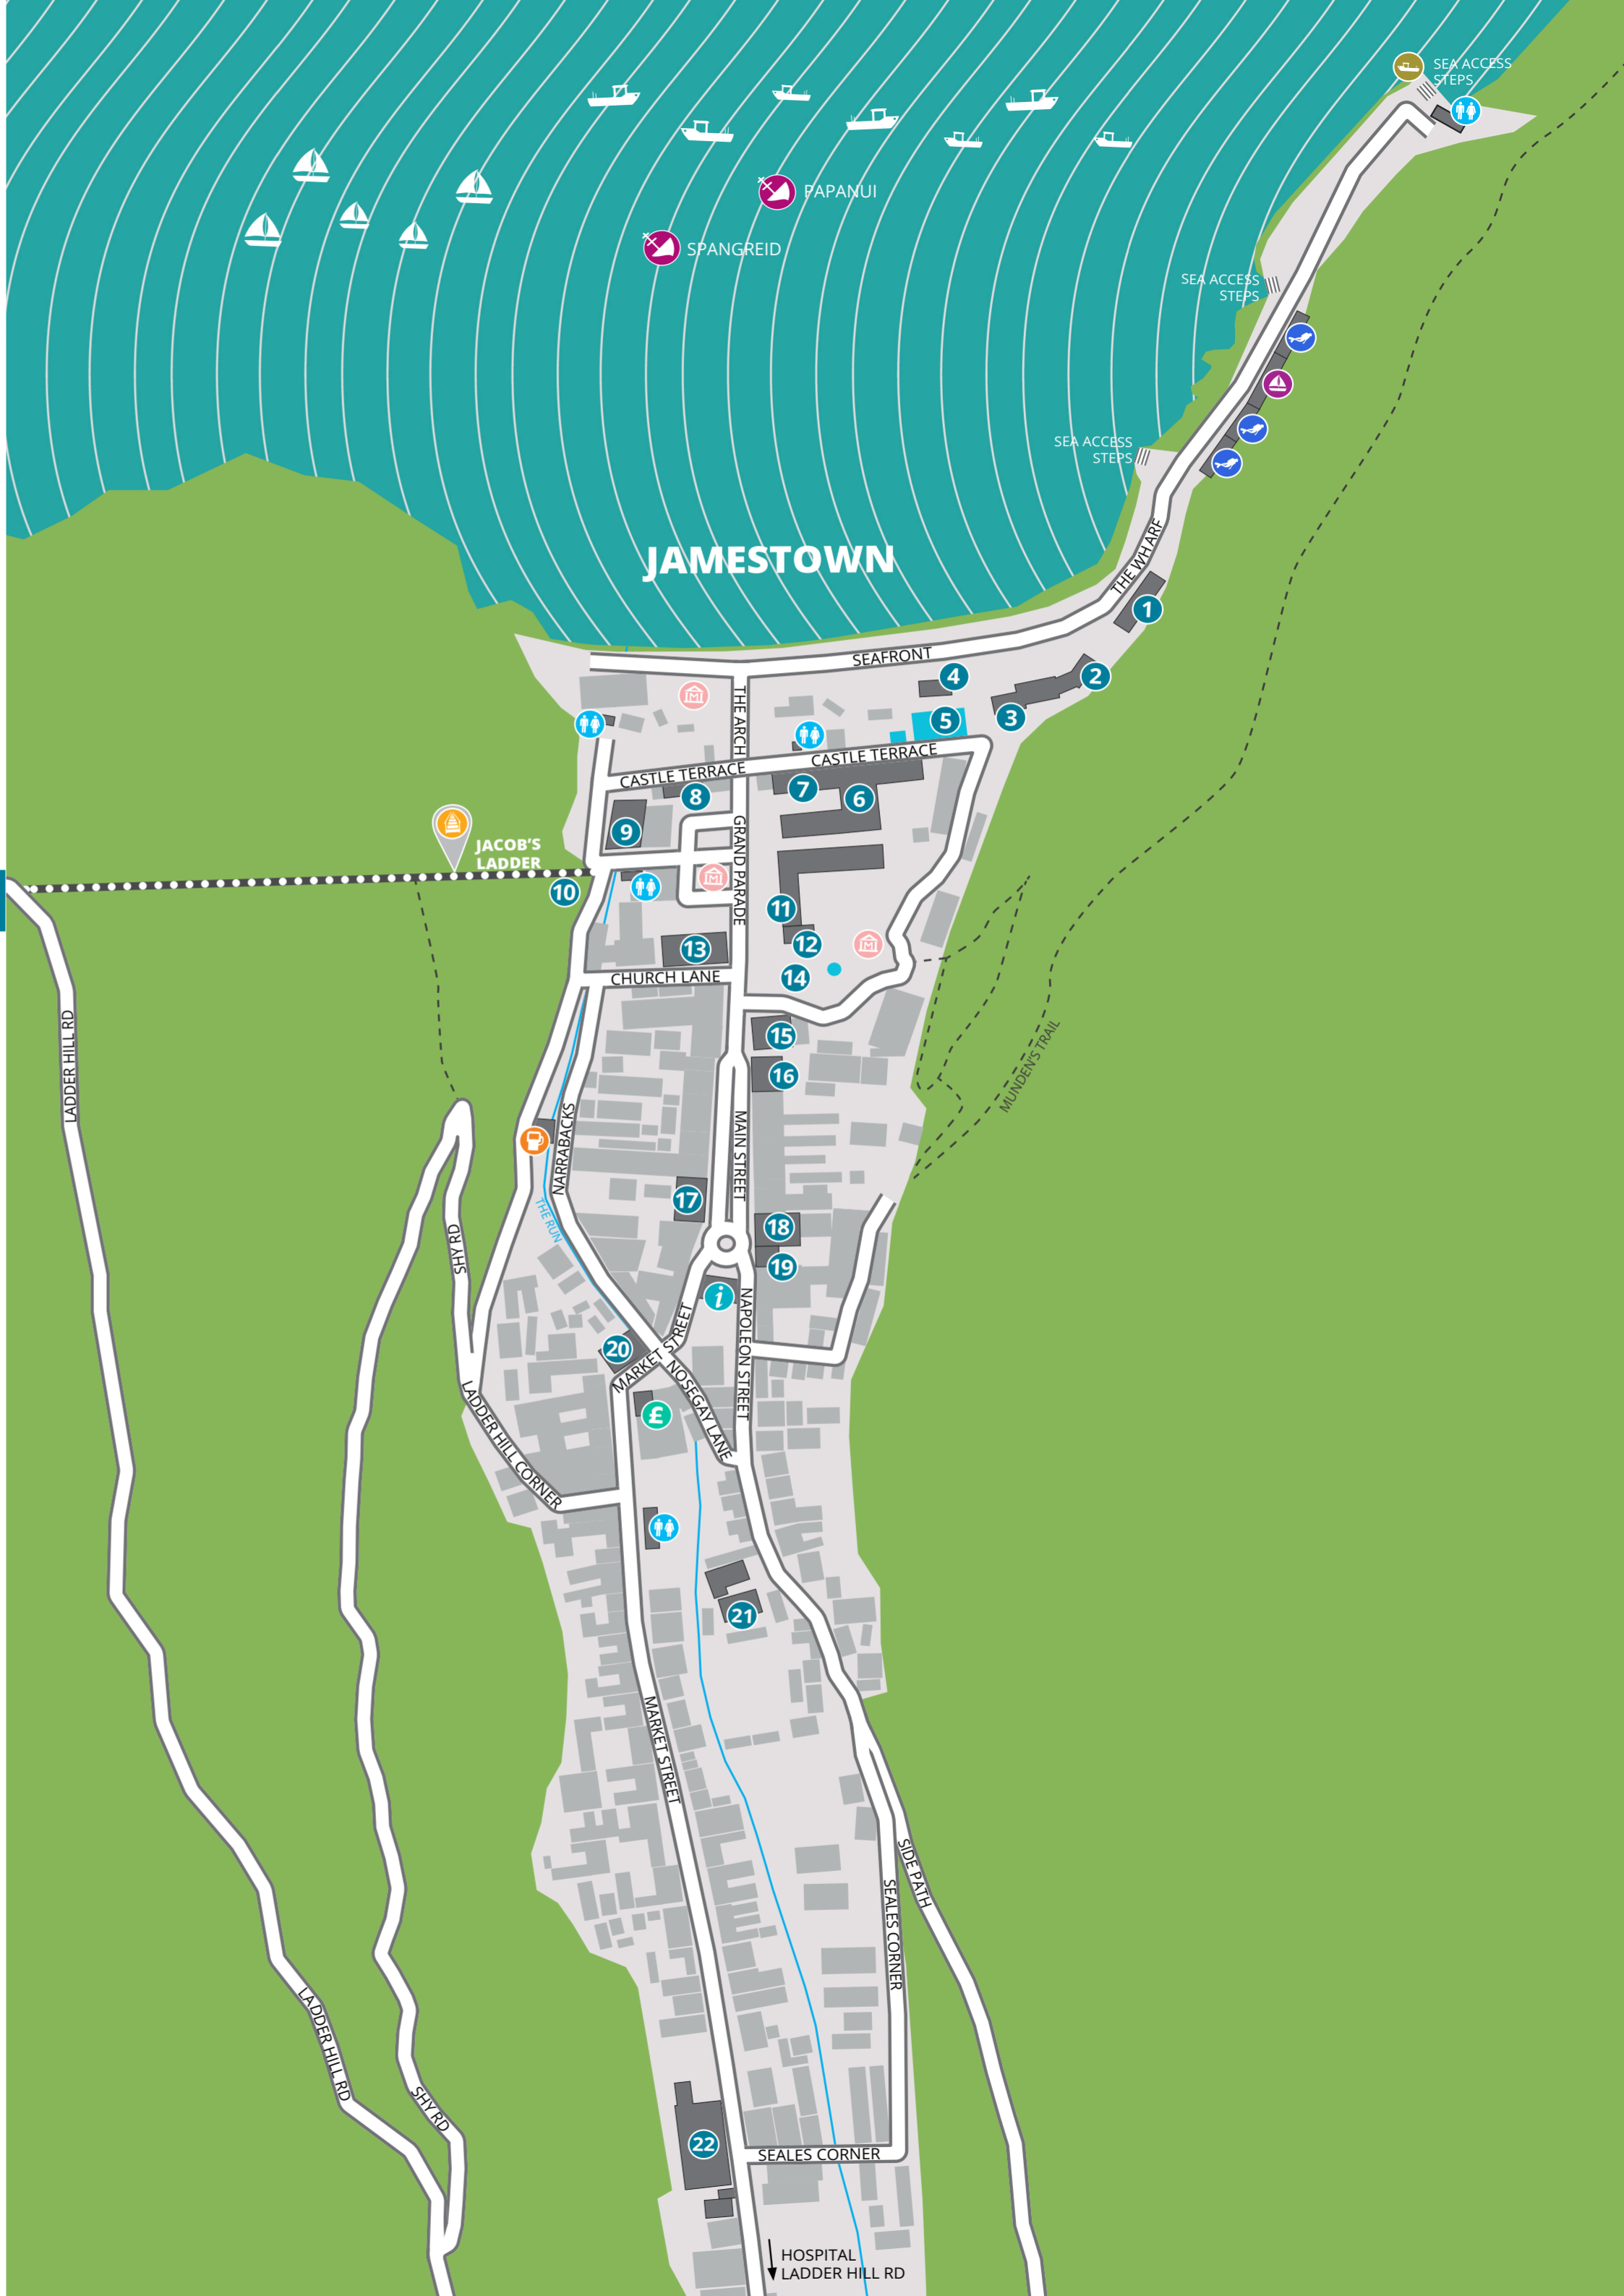 SEA ACCESS
STEPS
PAPANUI
SPANGREID
SEA ACCESS
STEPS
SEA ACCESS
STEPS
JAMESTOWN
THE WHARF
1
SEAFRONT
4
2
THE ARCH
5
3
CASTLE TERRACE
CASTLE TERRACE
7
8
6
9
GRAND PARADE
JACOB'S
LADDER
10
11
12
13
CHURCH LANE
14
LADDER HILL RD
15
16
MUNDEN'S TRAIL
NARRABACKS
MAIN STREET
17
THE RUN
18
SHY RD
19
i
NAPOLEON STREET
20
MARKET STREET
NOSEGAY LANE
£
LADDER HILL CORNER
21
MARKET STREET
SIDE PATH
SEALES CORNER
LADDER HILL RD
SHY RD
22
SEALES CORNER
HOSPITAL
LADDER HILL RD